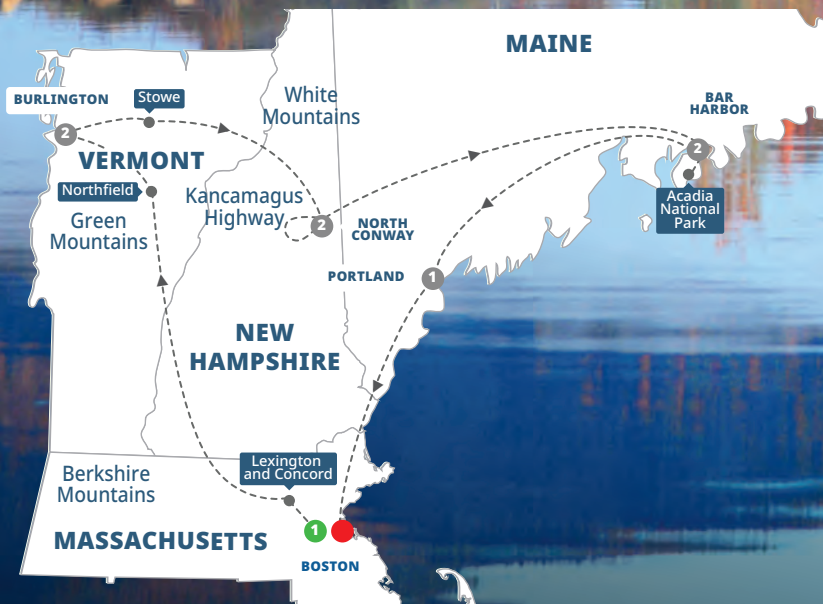 MAINE
BURLINGTON
Stowe
White
Mountains
BAR
HARBOR
2
2
VERMONT
Northfield
Kancamagus
Highway
Acadia
National
Park
Green
Mountains
2
NORTH
CONWAY
PORTLAND
1
NEW
HAMPSHIRE
Lexington
and Concord
Berkshire
Mountains
1
MASSACHUSETTS
BOSTON